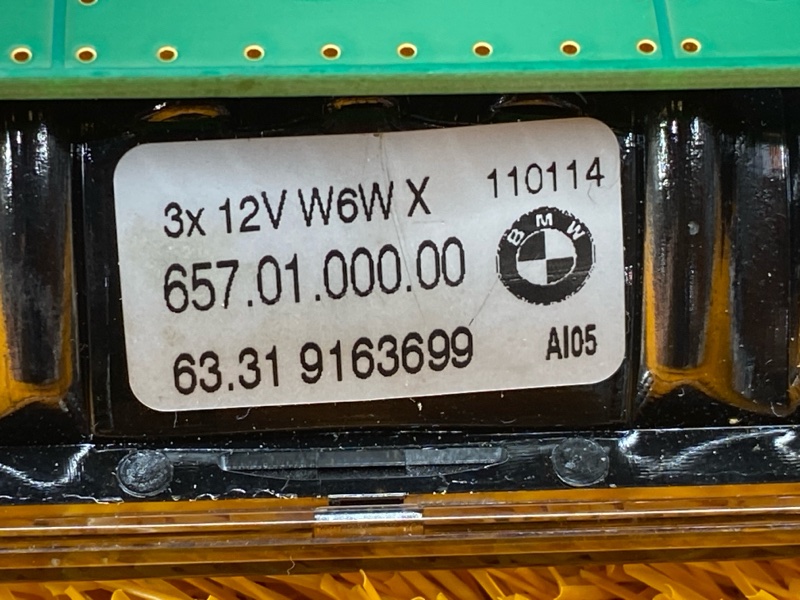 3x 12V W6W X
110114
657.01.000.00
BMW
63.31 9163699
AI05